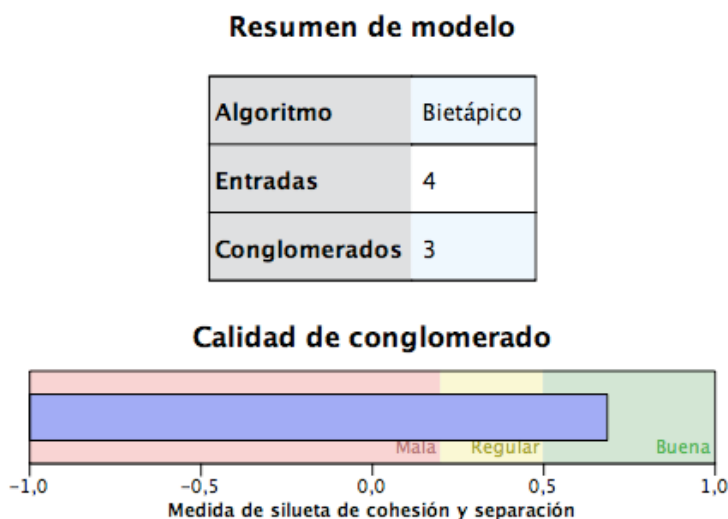 Resumen de modelo
Algoritmo Bietápico
Entradas 4
Conglomerados 3
Calidad de conglomerado
Mala Regular Buena
-1,0 -0,5 0,0 0,5 1,0
Medida de silueta de cohesión y separación